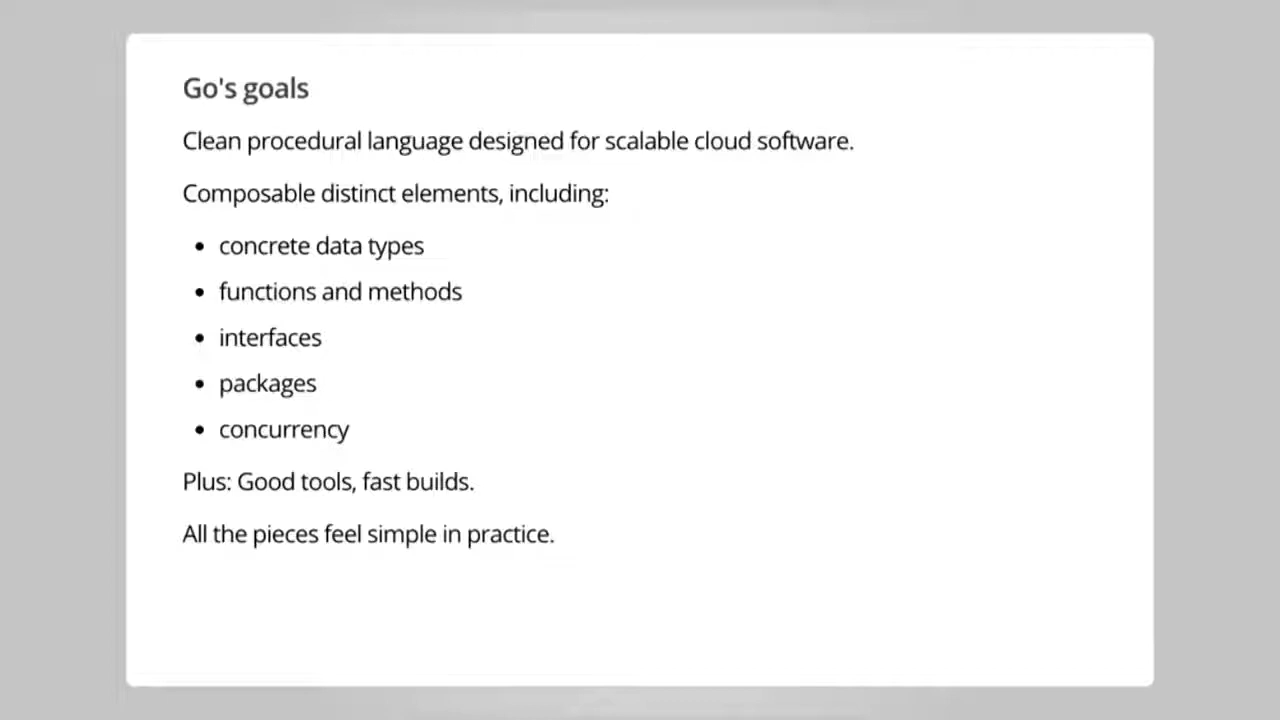 Go's goals
Clean procedural language designed for scalable cloud software.
Composable distinct elements, including:
• concrete data types
• functions and methods
• interfaces
• packages
• concurrency
Plus: Good tools, fast builds.
All the pieces feel simple in practice.